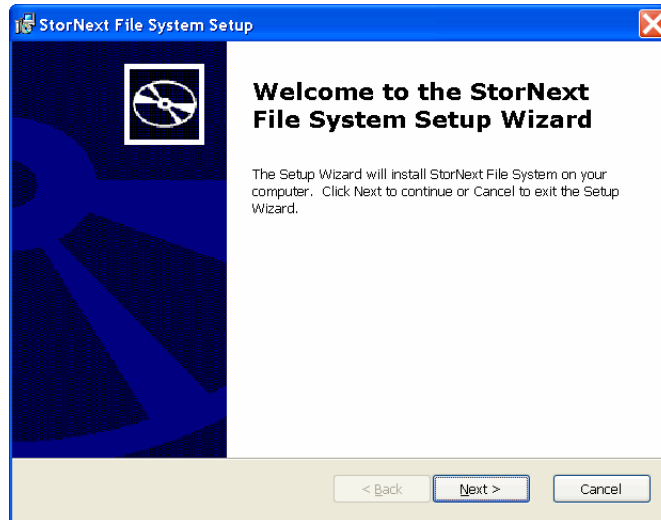 StorNext File System Setup
Welcome to the StorNext
File System Setup Wizard
The Setup Wizard will install StorNext File System on your
computer. Click Next to continue or Cancel to exit the Setup
Wizard.
< Back
Next >
Cancel